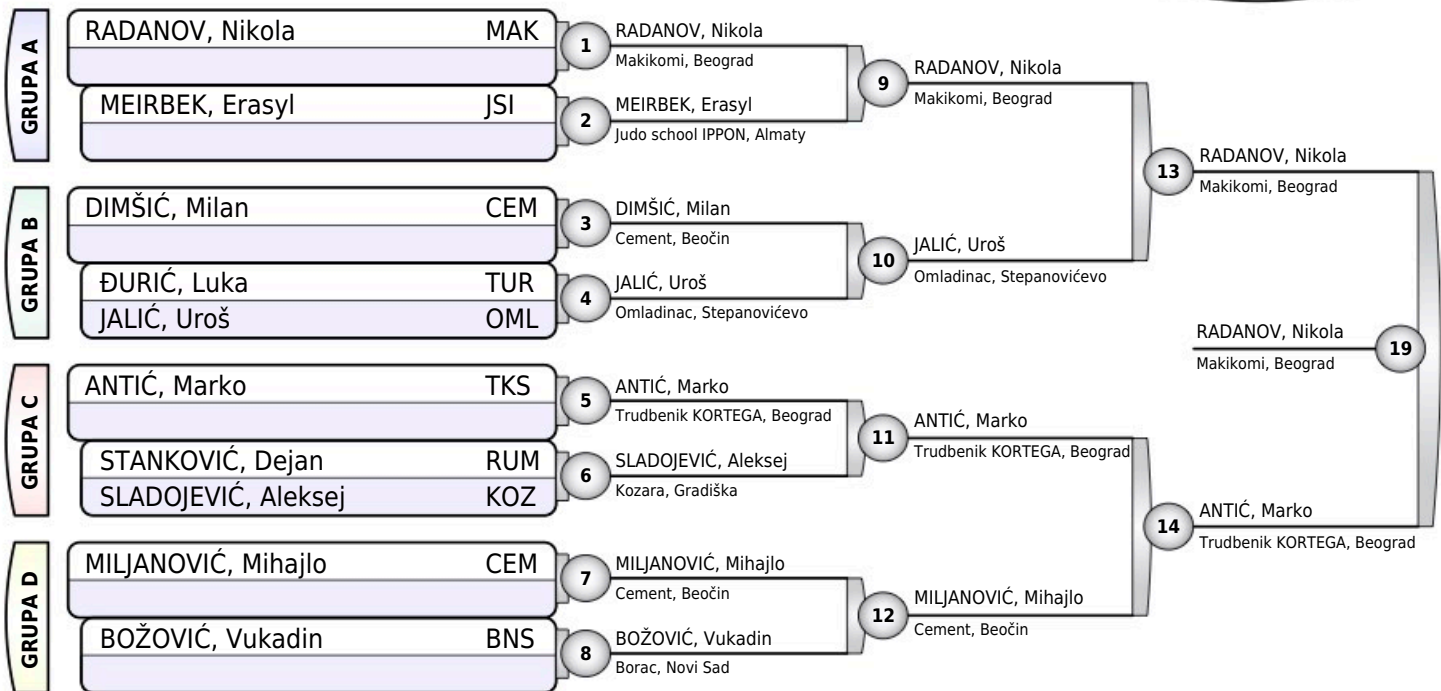 GRUPA A
RADANOV, Nikola MAK
MEIRBEK, Erasyl JSI
GRUPA B
DIMŠIĆ, Milan CEM
ĐURIĆ, Luka TUR
JALIĆ, Uroš OML
GRUPA C
ANTIĆ, Marko TKS
STANKOVIĆ, Dejan RUM
SLADOJEVIĆ, Aleksej KOZ
GRUPA D
MILJANOVIĆ, Mihajlo CEM
BOŽOVIĆ, Vukadin BNS
1
RADANOV, Nikola
Makikomi, Beograd
2
MEIRBEK, Erasyl
Judo school IPPON, Almaty
3
DIMŠIĆ, Milan
Cement, Beočin
4
JALIĆ, Uroš
Omladinac, Stepanovićevo
5
ANTIĆ, Marko
Trudbenik KORTEGA, Beograd
6
SLADOJEVIĆ, Aleksej
Kozara, Gradiška
7
MILJANOVIĆ, Mihajlo
Cement, Beočin
8
BOŽOVIĆ, Vukadin
Borac, Novi Sad
9
RADANOV, Nikola
Makikomi, Beograd
10
JALIĆ, Uroš
Omladinac, Stepanovićevo
11
ANTIĆ, Marko
Trudbenik KORTEGA, Beograd
12
MILJANOVIĆ, Mihajlo
Cement, Beočin
13
RADANOV, Nikola
Makikomi, Beograd
14
ANTIĆ, Marko
Trudbenik KORTEGA, Beograd
RADANOV, Nikola
Makikomi, Beograd
19